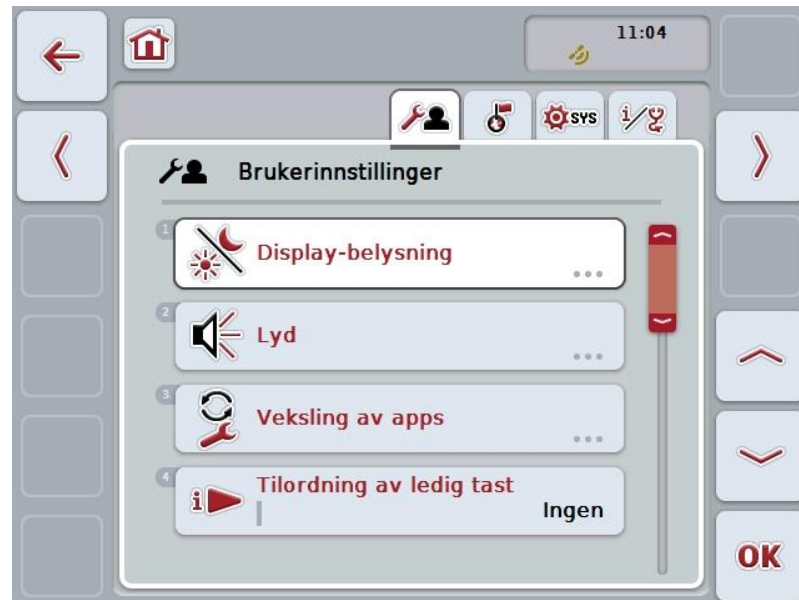 11:04
SYS
i/
Brukerinnstillinger
1
Display-belysning
...
2
Lyd
...
3
Veksling av apps
...
4
i
Tilordning av ledig tast
Ingen
OK